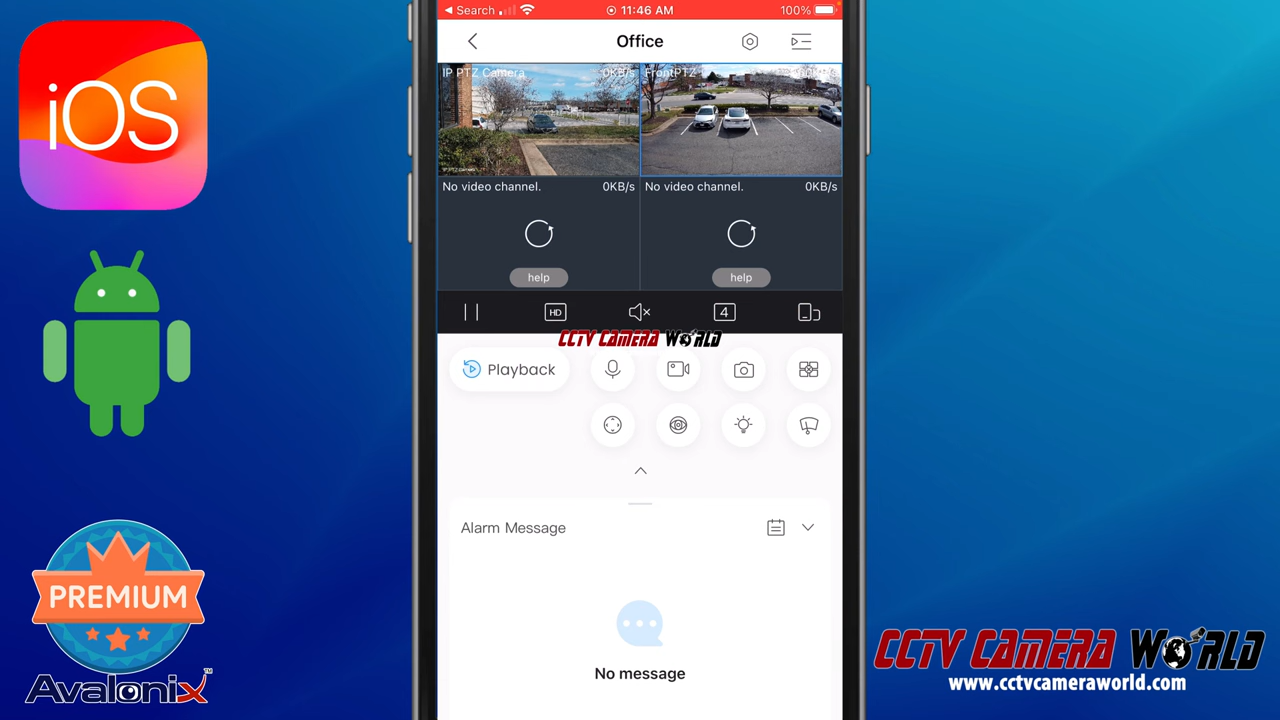 iOS
Search
11:46 AM
100%
Office
IP PTZ Camera
0KB/s
FrontPTZ
No video channel.
0KB/s
No video channel.
0KB/s
help
help
HD
4
CCTV CAMERA WORLD
Playback
Alarm Message
No message
PREMIUM
AVALONIX™
CCTV CAMERA WORLD
www.cctvcameraworld.com